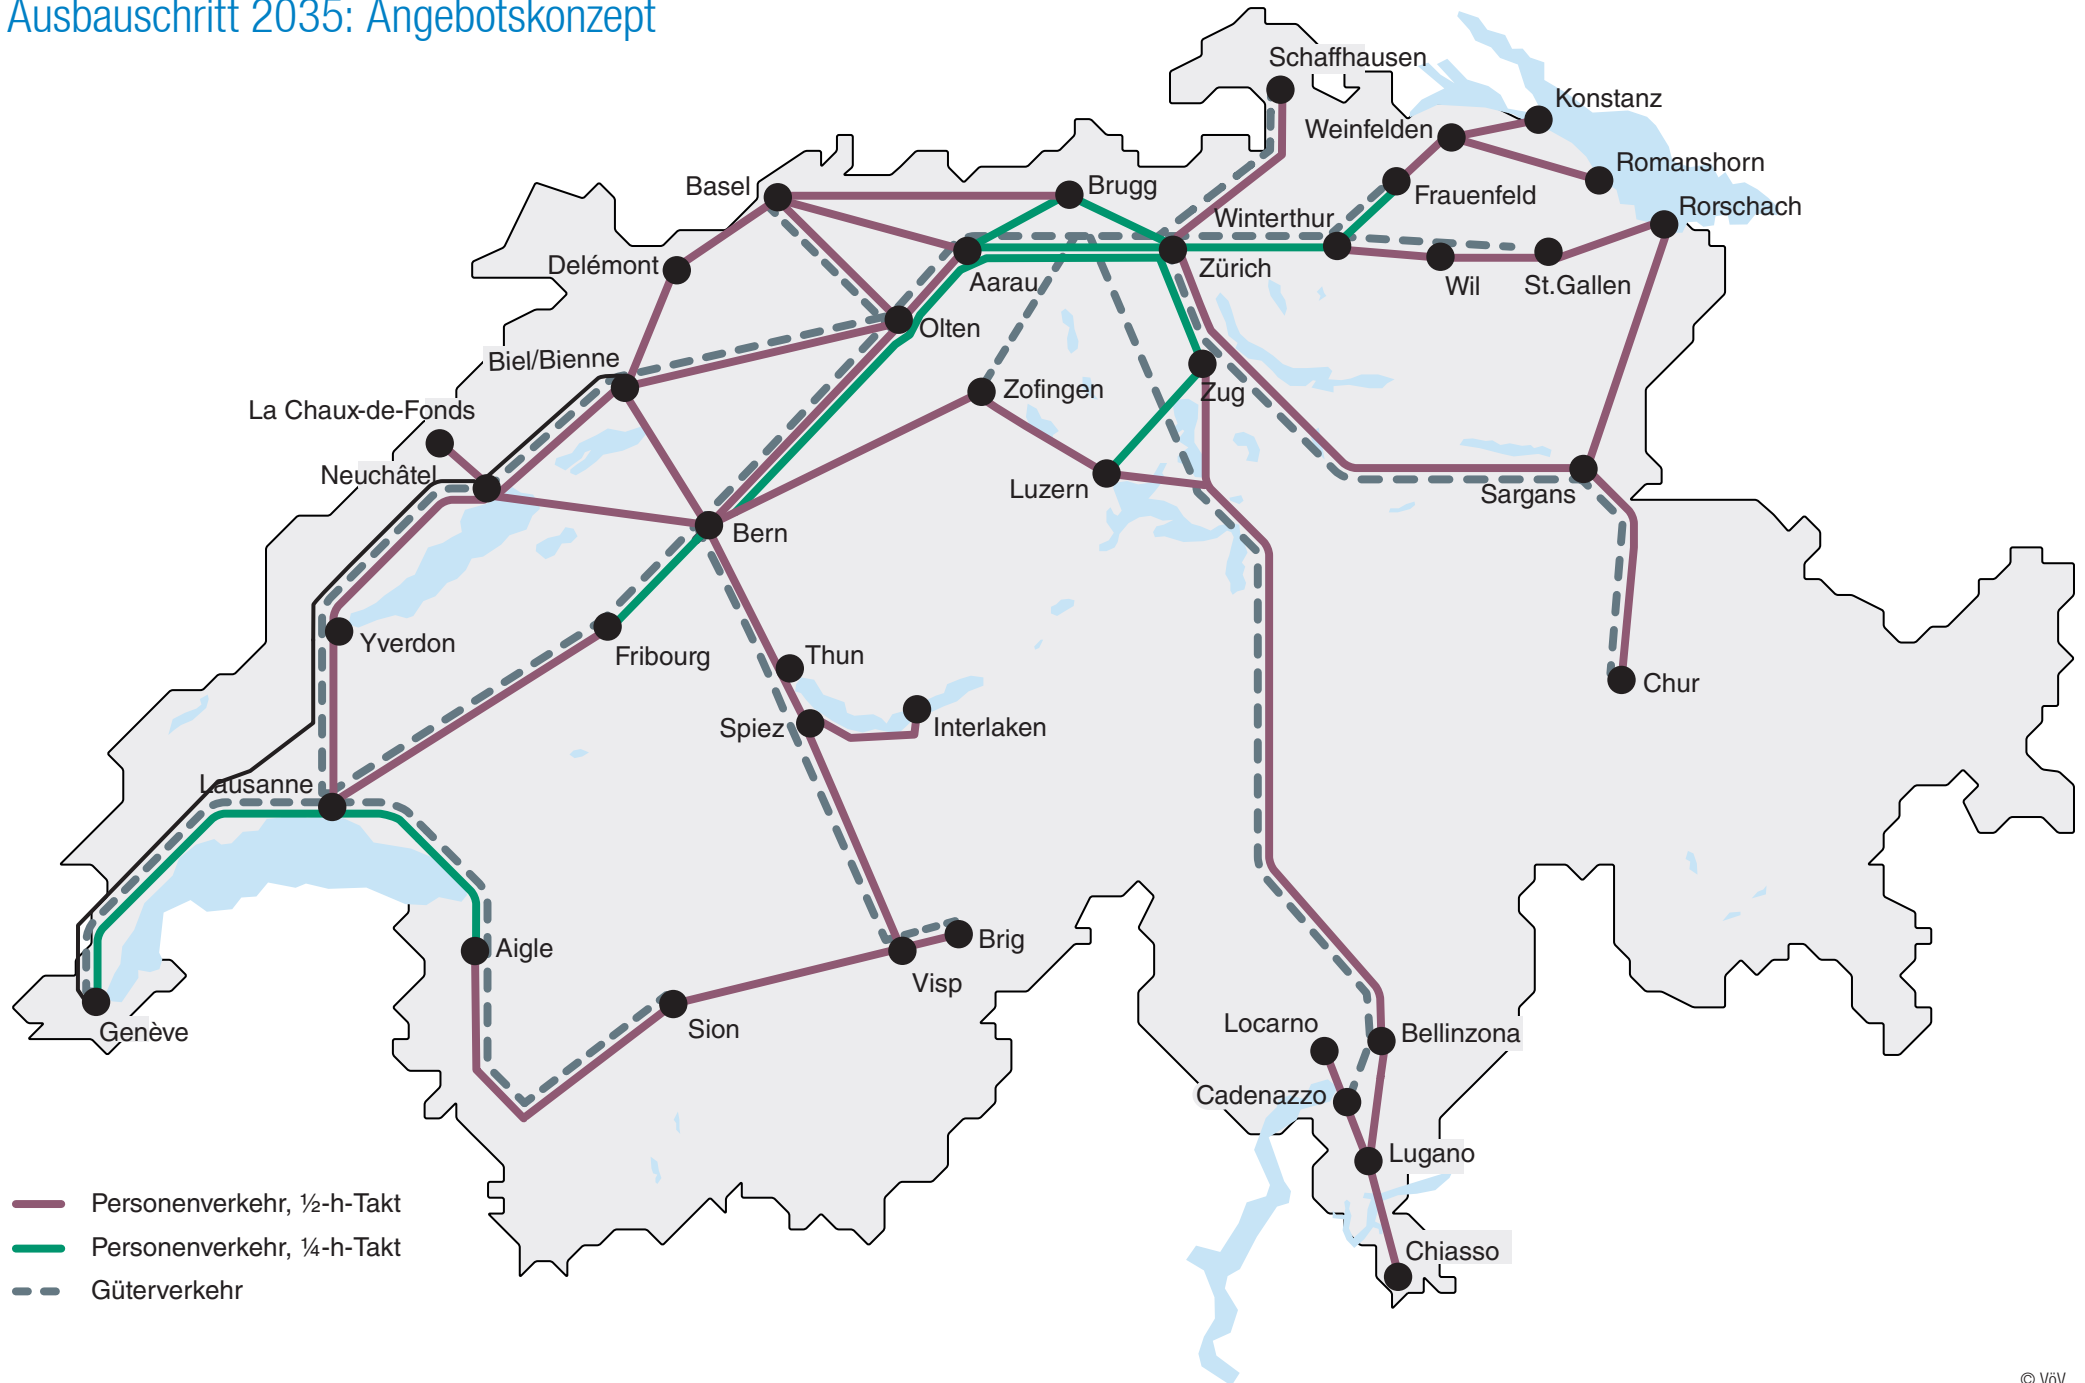 Ausbauschritt 2035: Angebotskonzept
Schaffhausen
Konstanz
Weinfelden
Romanshorn
Basel
Brugg
Frauenfeld
Rorschach
Winterthur
Delémont
Aarau
Zürich
Wil
St.Gallen
Olten
Biel/Bienne
Zofingen
Zug
La Chaux-de-Fonds
Neuchâtel
Luzern
Sargans
Bern
Yverdon
Fribourg
Thun
Chur
Spiez
Interlaken
Lausanne
Aigle
Brig
Visp
Genève
Sion
Locarno
Bellinzona
Cadenazzo
Lugano
Chiasso
Personenverkehr, ½-h-Takt
Personenverkehr, ¼-h-Takt
Güterverkehr
© VöV